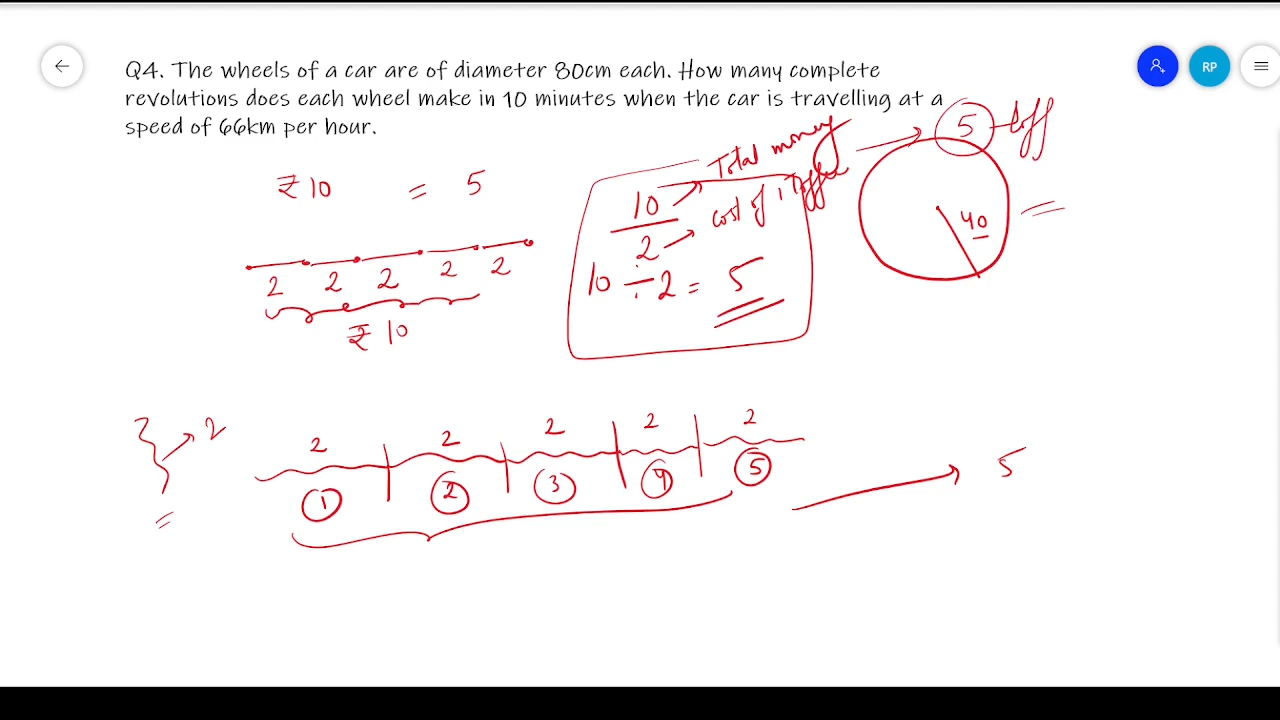 RP
Q4. The wheels of a car are of diameter 80cm each. How many complete
revolutions does each wheel make in 10 minutes when the car is travelling at a
speed of 66km per hour.
₹10 = 5
2 2 2 2 2
₹10
10 Total money
2 cost of 1 Toffee
10 ÷ 2 = 5
5 toff
40
=
2
2 2 2 2 2
1 2 3 4 5
5
=